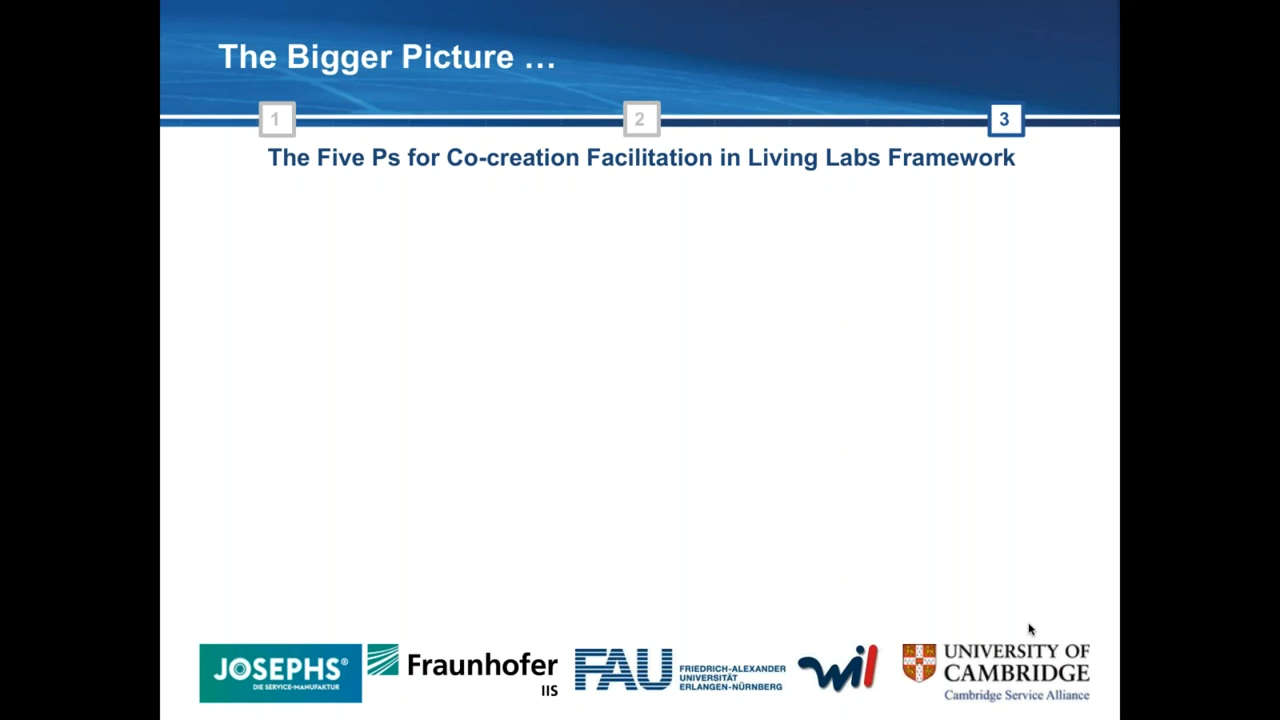 The Bigger Picture …
1
2
3
The Five Ps for Co-creation Facilitation in Living Labs Framework
JOSEPHS®
DIE SERVICE-MANUFAKTUR
Fraunhofer
IIS
FAU
FRIEDRICH-ALEXANDER
UNIVERSITÄT
ERLANGEN-NÜRNBERG
wi1
UNIVERSITY OF
CAMBRIDGE
Cambridge Service Alliance